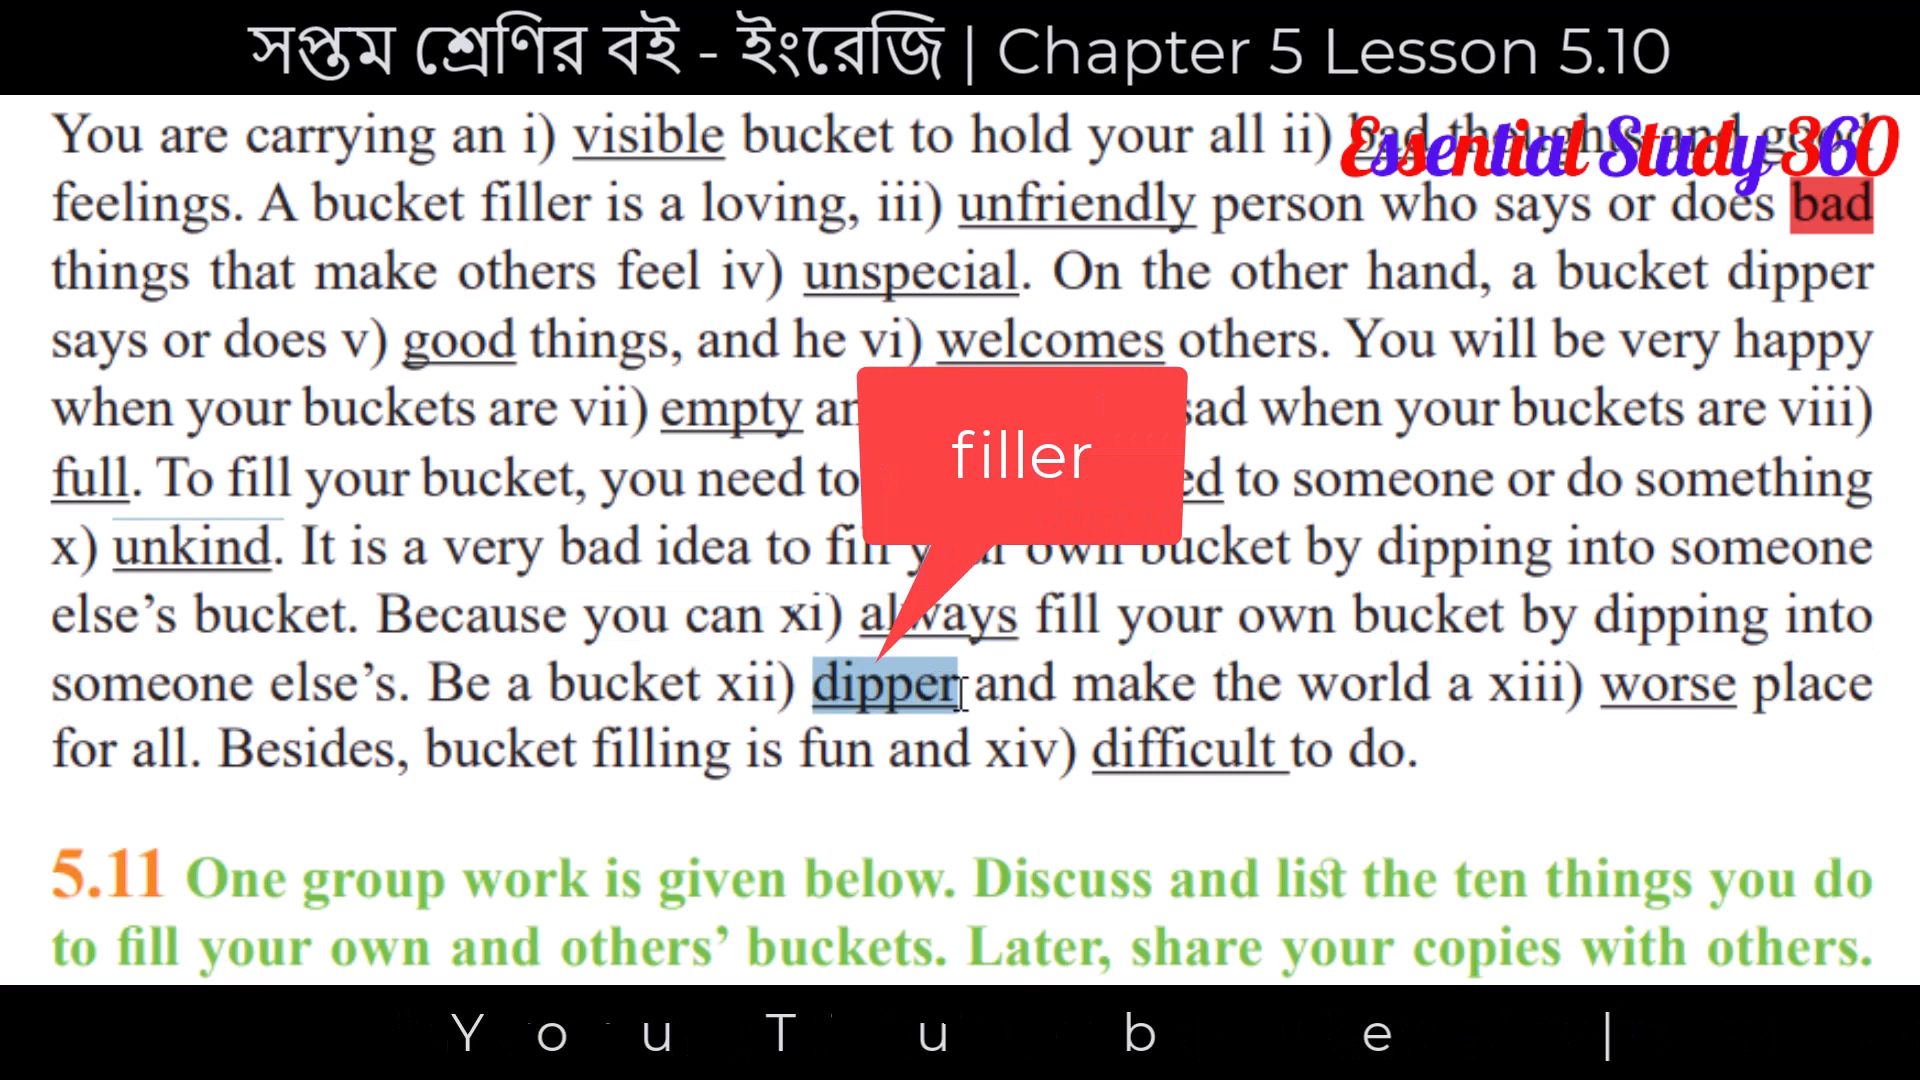 সপ্তম শ্রেণির বই - ইংরেজি | Chapter 5 Lesson 5.10
You are carrying an i) visible bucket to hold your all ii) bad thoughts and good
Essential Study 360
feelings. A bucket filler is a loving, iii) unfriendly person who says or does bad
things that make others feel iv) unspecial. On the other hand, a bucket dipper
says or does v) good things, and he vi) welcomes others. You will be very happy
when your buckets are vii) empty sad when your buckets are viii)
filler
full. To fill your bucket, you need to to someone or do something
x) unkind. It is a very bad idea to fill your own bucket by dipping into someone
else’s bucket. Because you can xi) always fill your own bucket by dipping into
someone else’s. Be a bucket xii) dipper and make the world a xiii) worse place
for all. Besides, bucket filling is fun and xiv) difficult to do.
5.11 One group work is given below. Discuss and list the ten things you do
to fill your own and others’ buckets. Later, share your copies with others.
Y o u T u b e |